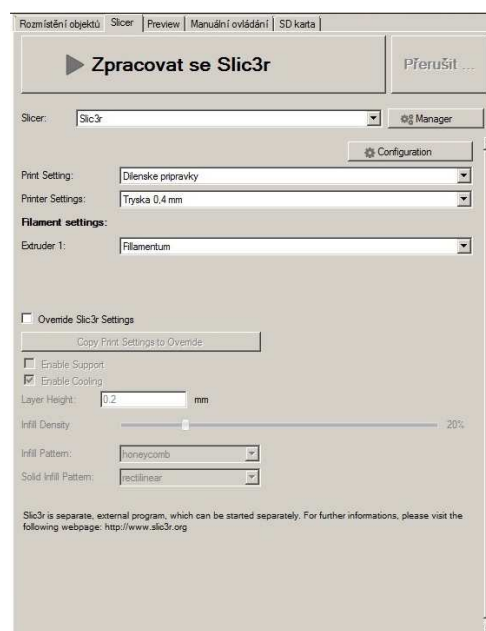 Rozmístění objektů Slicer Preview Manuální ovládání SD karta
Zpracovat se Slic3r Přerušit ...
Slicer: Slic3r Manager
Configuration
Print Setting: Dilenske pripravky
Printer Settings: Tryska 0,4 mm
Filament settings:
Extruder 1: Fillamentum
Override Slic3r Settings
Copy Print Settings to Override
Enable Support
Enable Cooling
Layer Height: 0.2 mm
Infill Density 20%
Infill Pattern: honeycomb
Solid Infill Pattern: rectilinear
Slic3r is separate, external program, which can be started separately. For further informations, please visit the
following webpage: http://www.slic3r.org